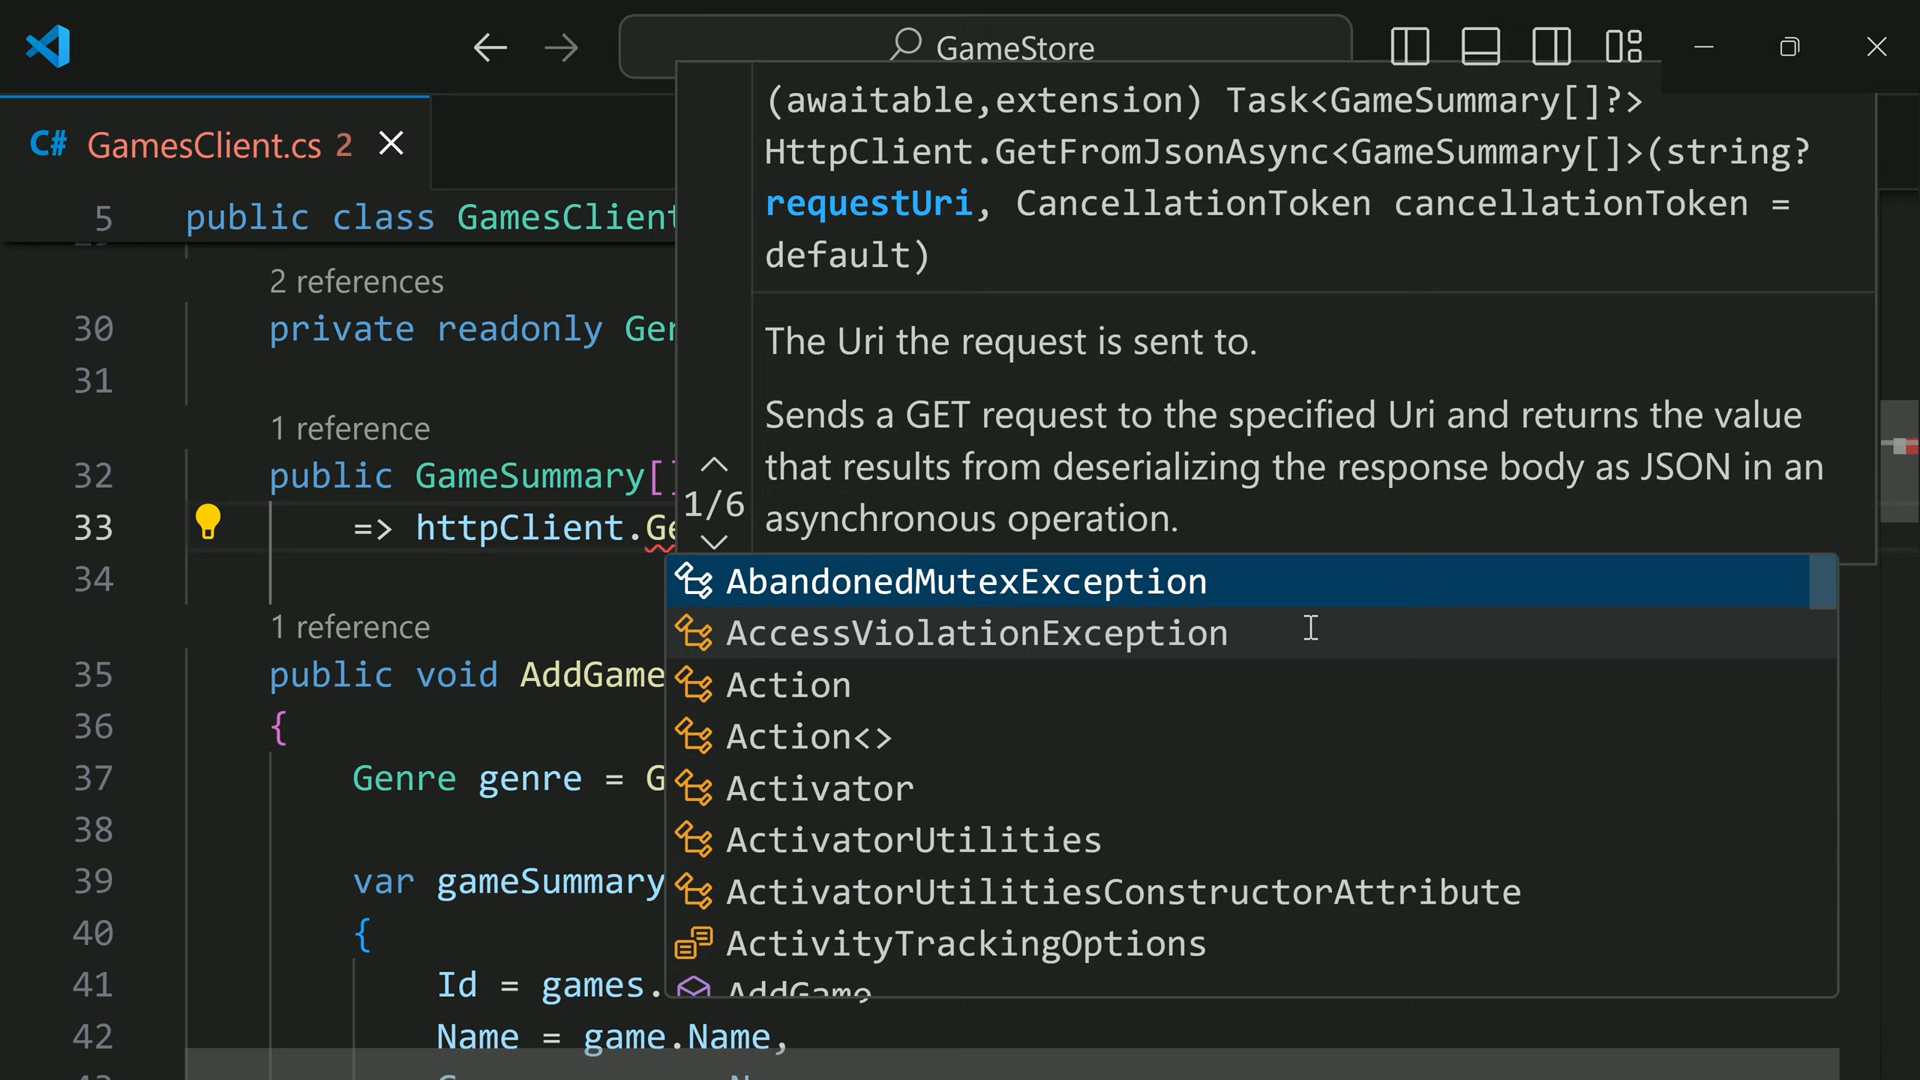 GameStore
C# GamesClient.cs 2
(awaitable,extension) Task<GameSummary[]?>
HttpClient.GetFromJsonAsync<GameSummary[]>(string?
requestUri, CancellationToken cancellationToken =
default)
The Uri the request is sent to.
Sends a GET request to the specified Uri and returns the value
that results from deserializing the response body as JSON in an
asynchronous operation.
1/6
5 public class GamesClient
2 references
30 private readonly Gen
31
1 reference
32 public GameSummary[]
33 => httpClient.Ge
34
1 reference
35 public void AddGame
36 {
37 Genre genre = G
38
39 var gameSummary
40 {
41 Id = games.
42 Name = game.Name,
AbandonedMutexException
AccessViolationException
Action
Action<>
Activator
ActivatorUtilities
ActivatorUtilitiesConstructorAttribute
ActivityTrackingOptions
AddGame